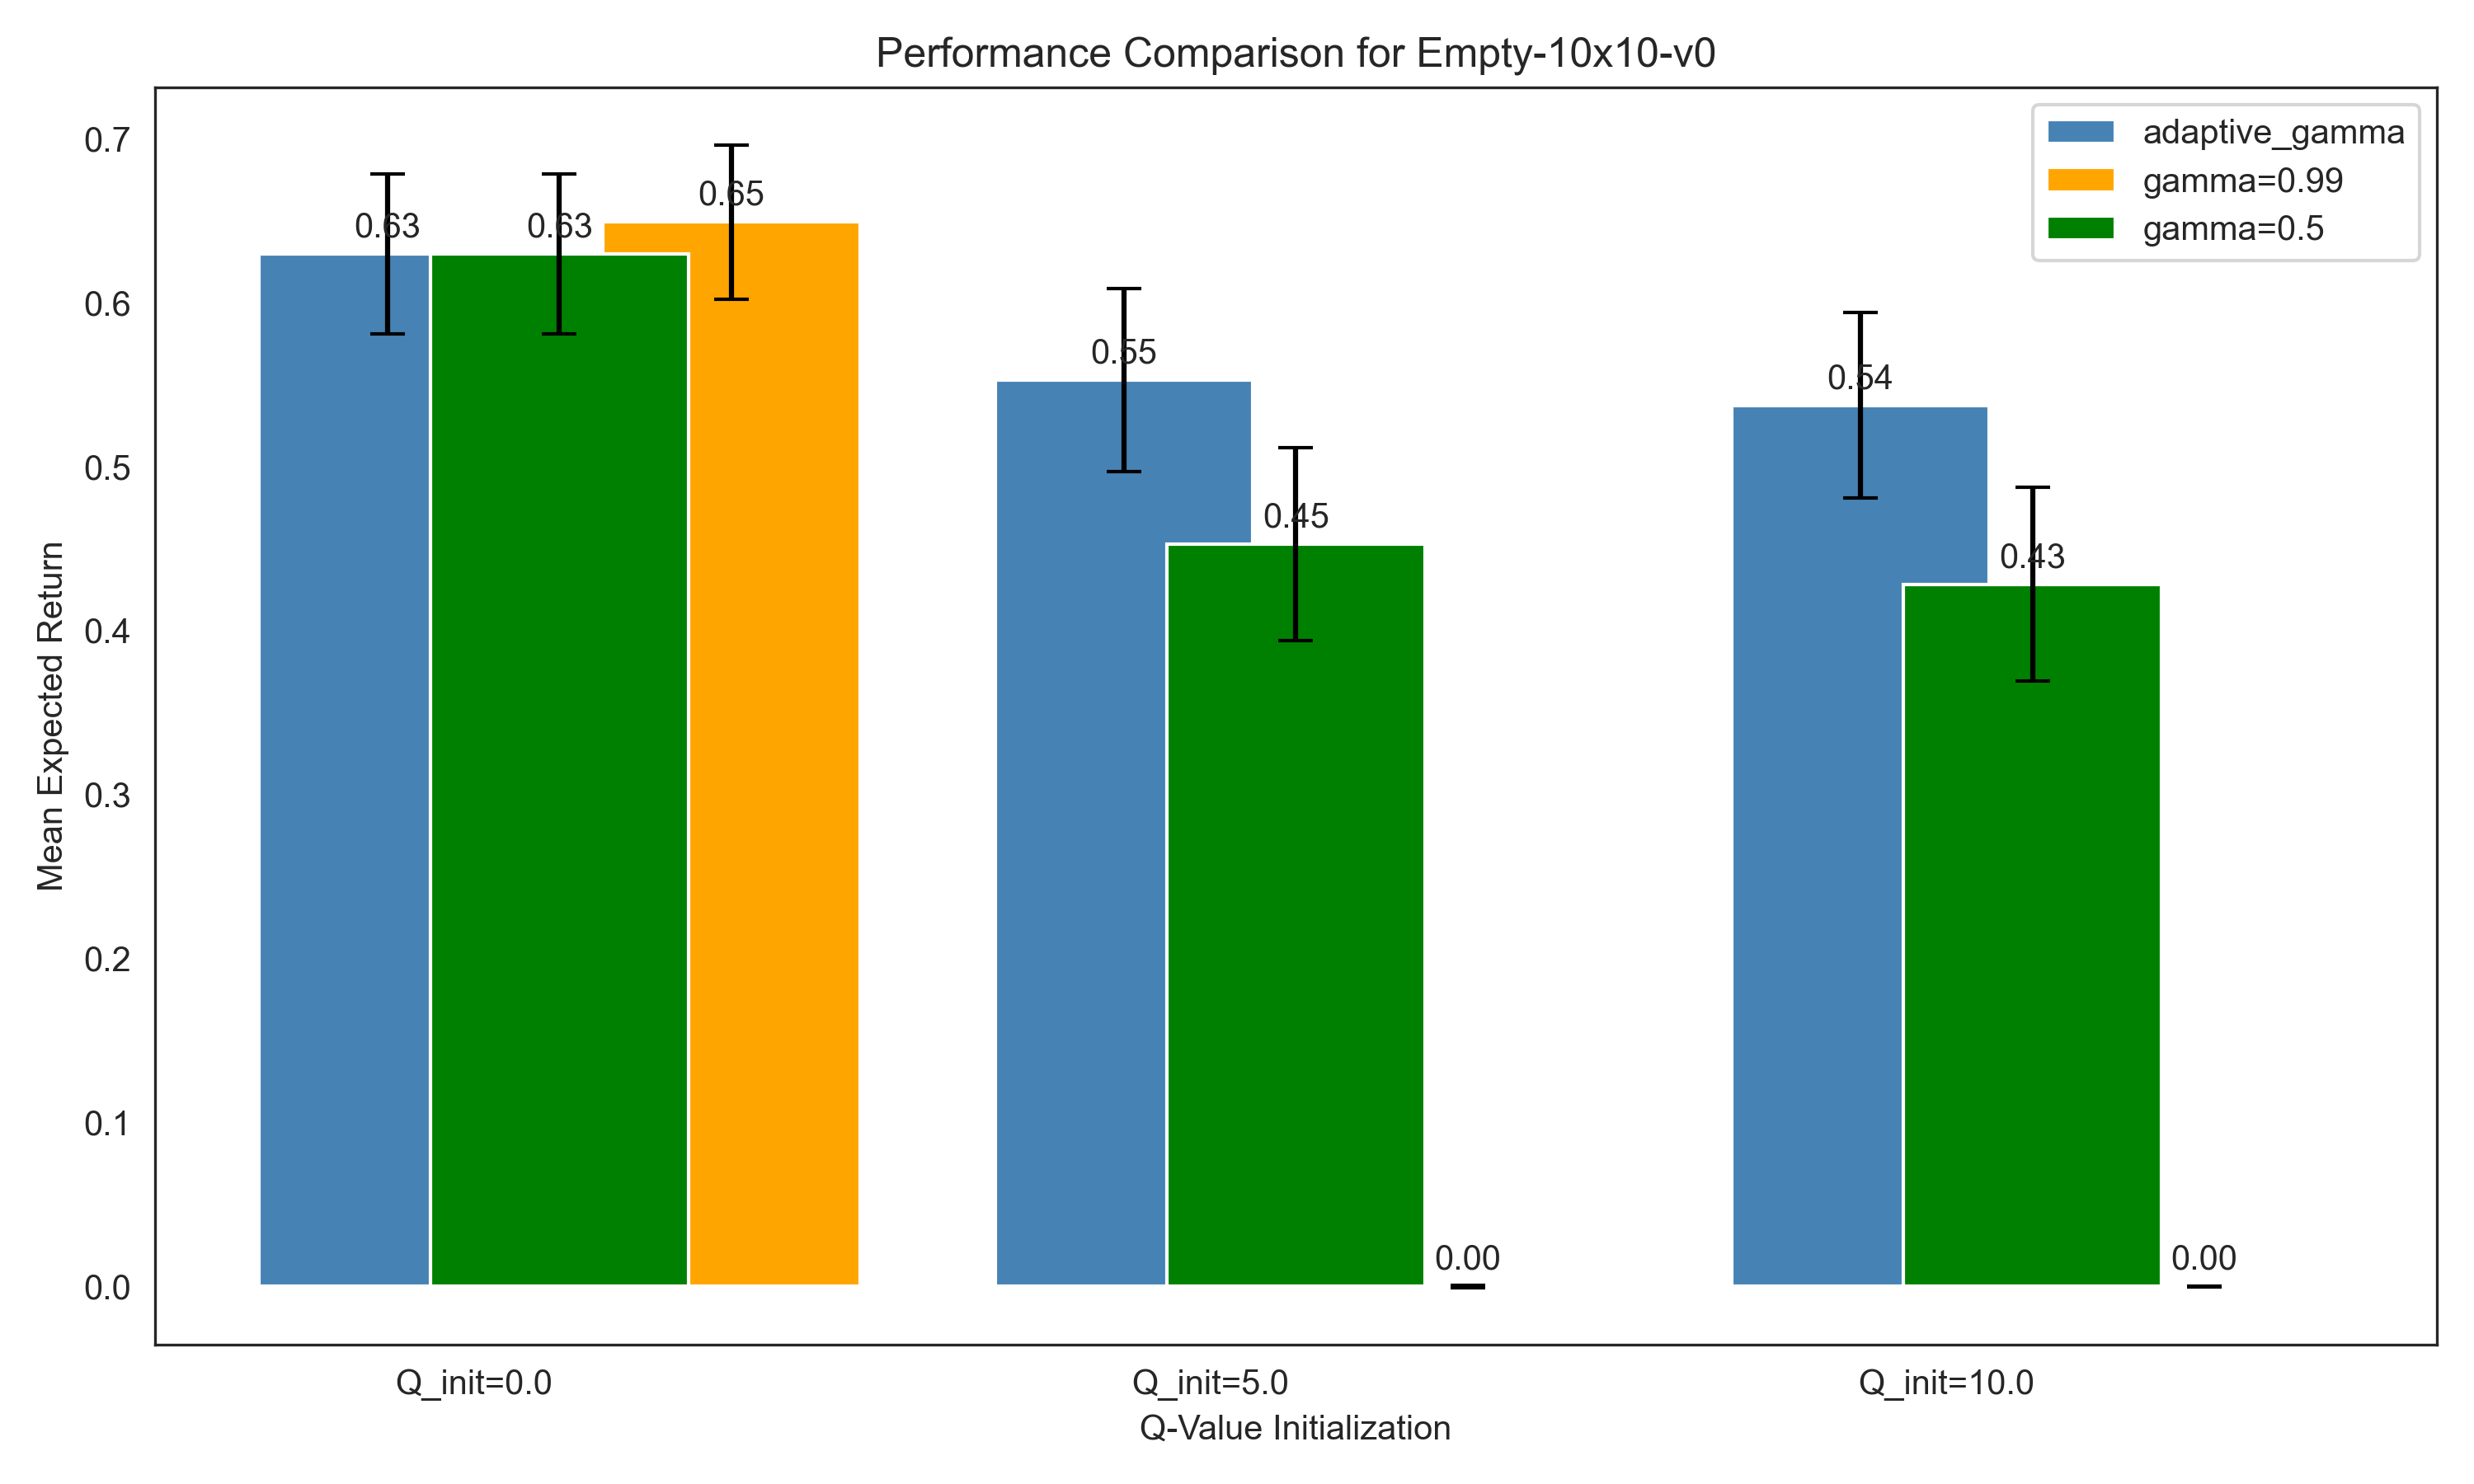 Performance Comparison for Empty-10x10-v0
adaptive_gamma
gamma=0.99
gamma=0.5
Mean Expected Return
0.7
0.6
0.5
0.4
0.3
0.2
0.1
0.0
0.63
0.63
0.65
0.55
0.45
0.00
0.54
0.43
0.00
Q_init=0.0
Q_init=5.0
Q_init=10.0
Q-Value Initialization